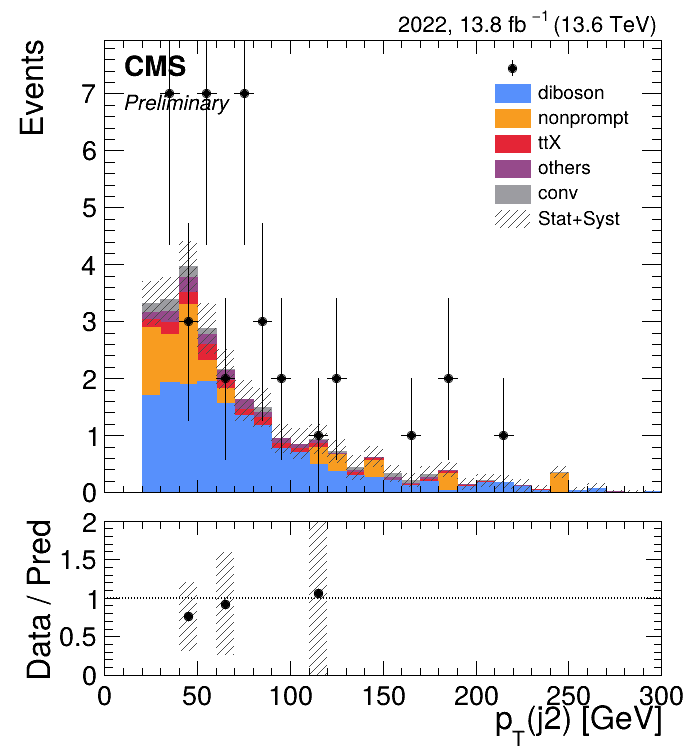 2022, 13.8 fb⁻¹ (13.6 TeV)
CMS
Preliminary
Events
7
6
5
4
3
2
1
0
diboson
nonprompt
ttX
others
conv
Stat+Syst
Data / Pred
2
1.5
1
0.5
0
0 50 100 150 200 250 300
p_T(j2) [GeV]